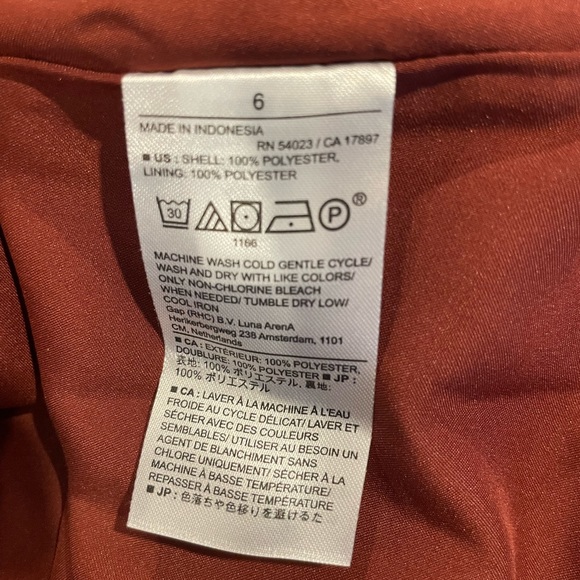 6
MADE IN INDONESIA
RN 54023 / CA 17897
■ US : SHELL: 100% POLYESTER,
LINING: 100% POLYESTER
30 P ®
1166
MACHINE WASH COLD GENTLE CYCLE/
WASH AND DRY WITH LIKE COLORS/
ONLY NON-CHLORINE BLEACH
WHEN NEEDED/ TUMBLE DRY LOW/
COOL IRON
Gap (RHC) B.V. Luna ArenA
Herikerbergweg 238 Amsterdam, 1101
CM, Netherlands
■ CA : EXTÉRIEUR: 100% POLYESTER,
DOUBLURE: 100% POLYESTER ■ JP :
表地: 100% ポリエステル, 裏地:
100% ポリエステル
■ CA : LAVER À LA MACHINE À L'EAU
FROIDE AU CYCLE DÉLICAT/ LAVER ET
SÉCHER AVEC DES COULEURS
SEMBLABLES/ UTILISER AU BESOIN UN
AGENT DE BLANCHIMENT SANS
CHLORE UNIQUEMENT/ SÉCHER À LA
MACHINE À BASSE TEMPÉRATURE/
REPASSER À BASSE TEMPÉRATURE
■ JP : 色落ちや色移りを避けるた